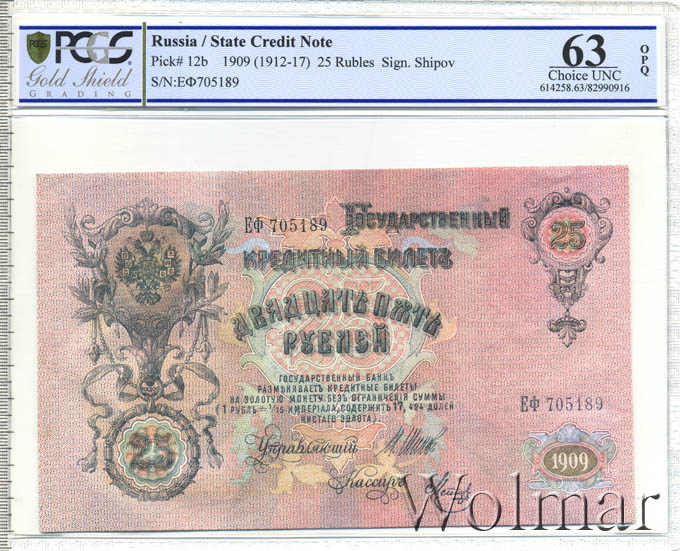 PCGS
Gold Shield
GRADING
Russia / State Credit Note
Pick# 12b 1909 (1912-17) 25 Rubles Sign. Shipov
S/N:ЕФ705189
63
Choice UNC
614258.63/82990916
OPQ
ЕФ 705189
Государственный
25
кредитный билетъ
двадцать пять
рублей
ГОСУДАРСТВЕННЫЙ БАНКЪ
РАЗМѢНИВАЕТЪ КРЕДИТНЫЕ БИЛЕТЫ
НА ЗОЛОТУЮ МОНЕТУ БЕЗЪ ОГРАНИЧЕНІЯ СУММЫ
(1 РУБЛЬ = 1/15 ИМПЕРІАЛА, СОДЕРЖИТЪ 17,424 ДОЛЕЙ
ЧИСТАГО ЗОЛОТА).
ЕФ 705189
25
Управляющій
Кассиръ
1909
Wolmar